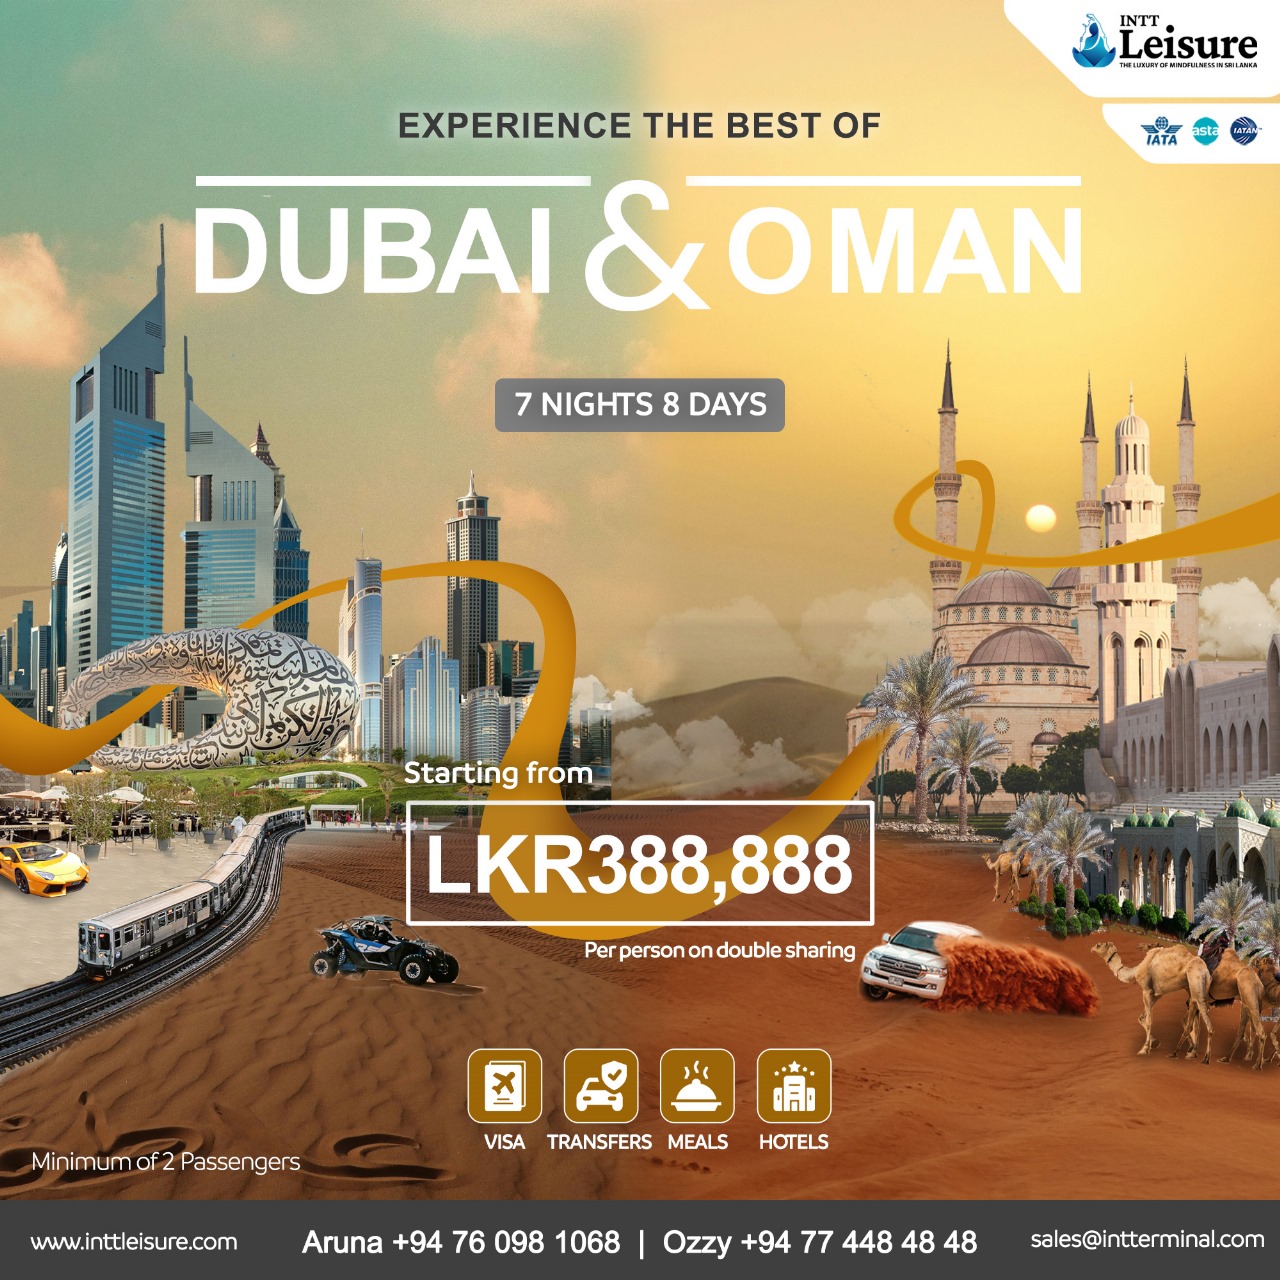 INTT
Leisure
THE LUXURY OF MINDFULNESS IN SRI LANKA
IATA
asta
IATAN
EXPERIENCE THE BEST OF
DUBAI & OMAN
7 NIGHTS 8 DAYS
Starting from
LKR388,888
Per person on double sharing
VISA TRANSFERS MEALS HOTELS
Minimum of 2 Passengers
www.inttleisure.com Aruna +94 76 098 1068 | Ozzy +94 77 448 48 48 sales@intterminal.com